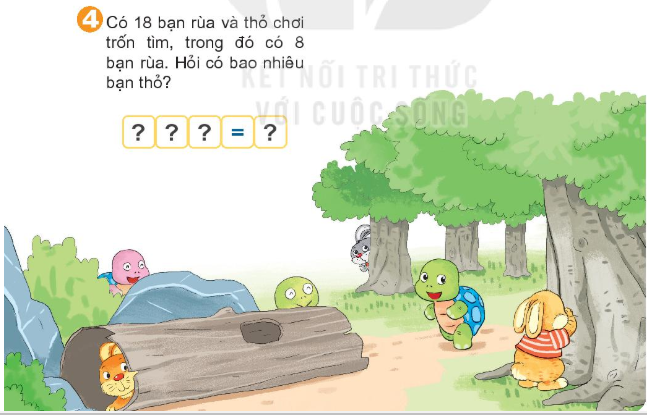 4 Có 18 bạn rùa và thỏ chơi
trốn tìm, trong đó có 8
bạn rùa. Hỏi có bao nhiêu
bạn thỏ?
KẾT NỐI TRI THỨC
VỚI CUỘC SỐNG
? ? ? = ?